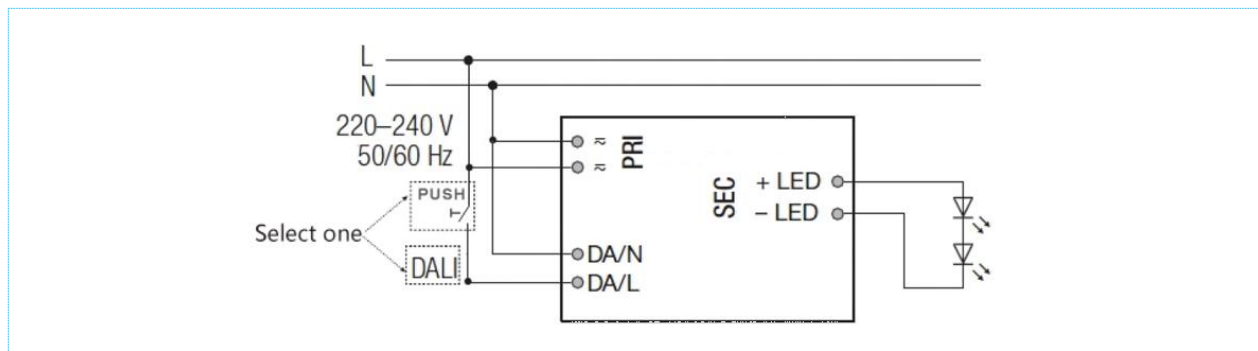 L
N
220–240 V
50/60 Hz
PUSH
Select one
DALI
≂ PRI
≂
SEC
+ LED
– LED
DA/N
DA/L